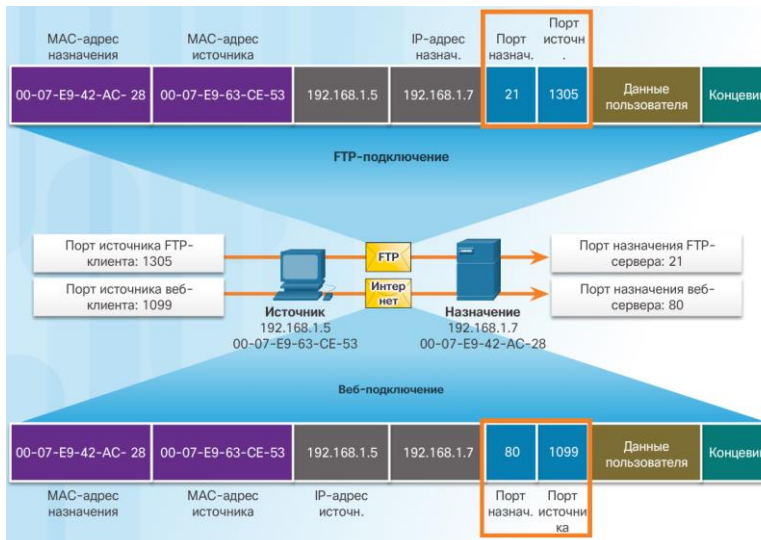 MAC-адрес назначения
MAC-адрес источника
IP-адрес назнач.
Порт назнач.
Порт источн.
00-07-E9-42-AC- 28
00-07-E9-63-CE-53
192.168.1.5
192.168.1.7
21
1305
Данные пользователя
Концевик
FTP-подключение
Порт источника FTP-
клиента: 1305
FTP
Порт назначения FTP-
сервера: 21
Порт источника веб-
клиента: 1099
Интер
нет
Порт назначения веб-
сервера: 80
Источник
192.168.1.5
00-07-E9-63-CE-53
Назначение
192.168.1.7
00-07-E9-42-AC-28
Веб-подключение
00-07-E9-42-AC- 28
00-07-E9-63-CE-53
192.168.1.5
192.168.1.7
80
1099
Данные
пользователя
Концевик
MAC-адрес
назначения
MAC-адрес
источника
IP-адрес
источн.
Порт
назнач.
Порт
источни
ка